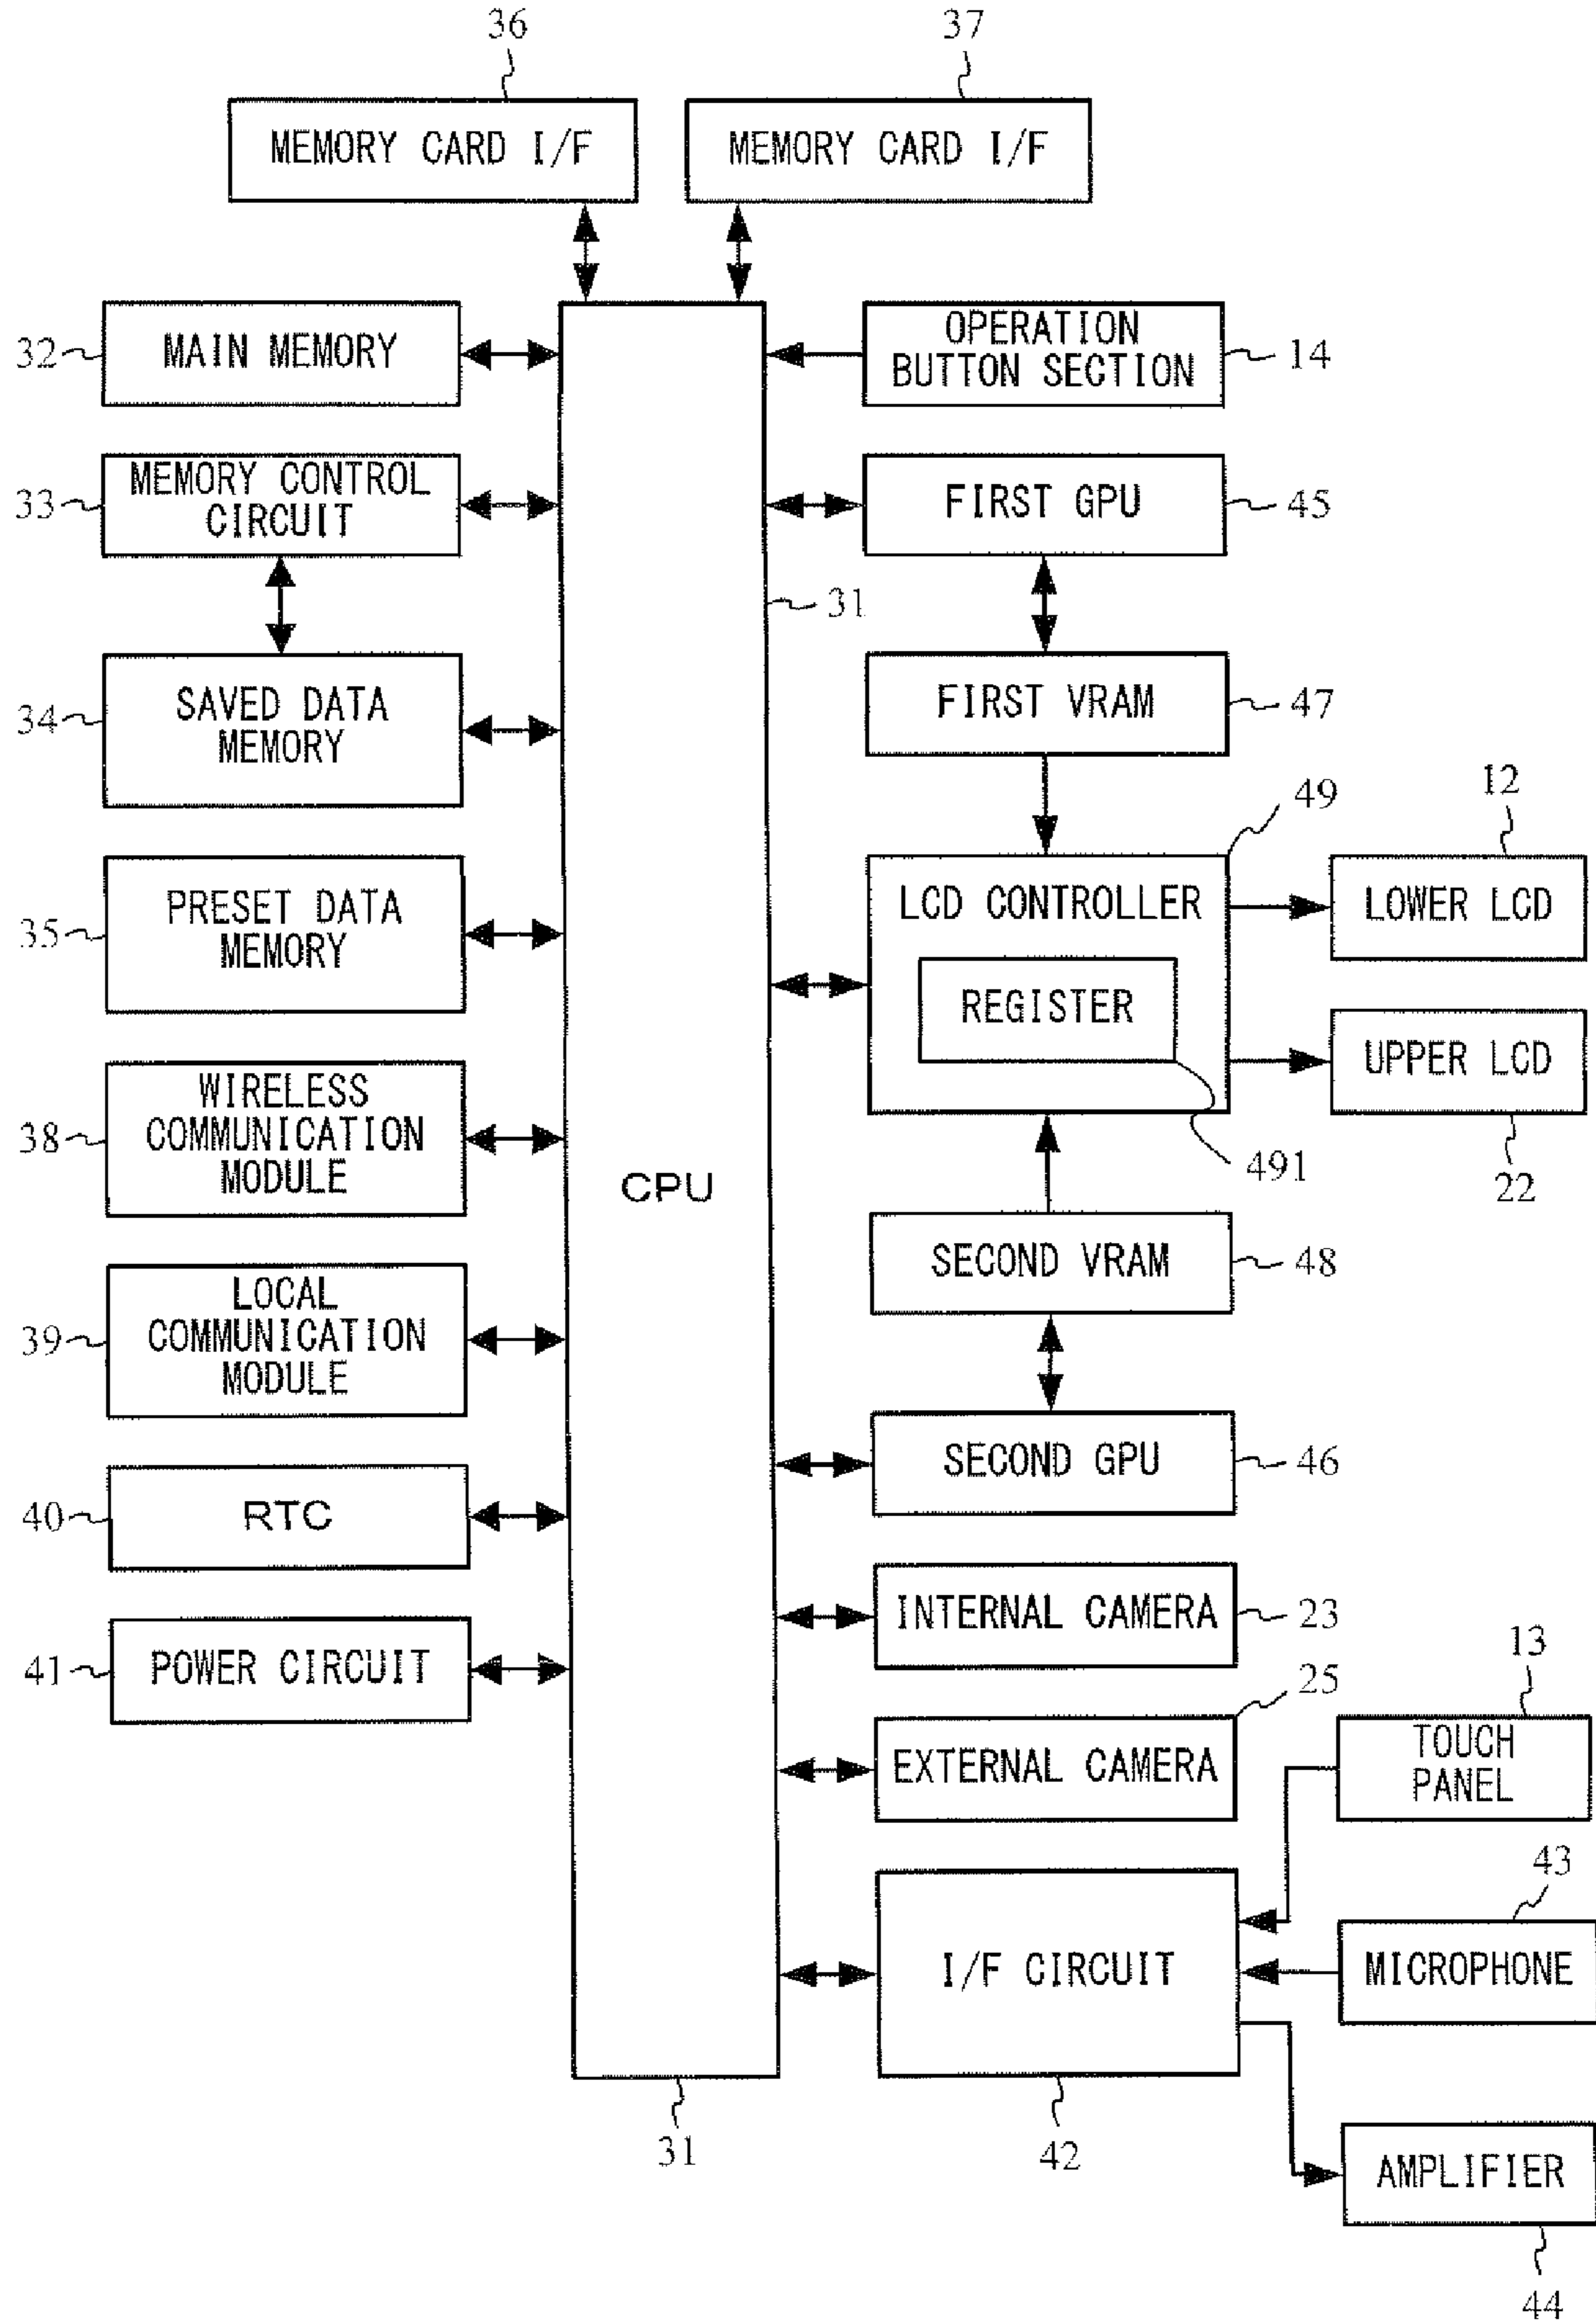 36
37
MEMORY CARD I/F
MEMORY CARD I/F
32
MAIN MEMORY
OPERATION
BUTTON SECTION
14
33
MEMORY CONTROL
CIRCUIT
FIRST GPU
45
31
34
SAVED DATA
MEMORY
FIRST VRAM
47
49
12
35
PRESET DATA
MEMORY
LCD CONTROLLER
LOWER LCD
REGISTER
UPPER LCD
491
22
38
WIRELESS
COMMUNICATION
MODULE
CPU
SECOND VRAM
48
39
LOCAL
COMMUNICATION
MODULE
SECOND GPU
46
40
RTC
INTERNAL CAMERA
23
41
POWER CIRCUIT
25
13
EXTERNAL CAMERA
TOUCH
PANEL
43
I/F CIRCUIT
MICROPHONE
31
42
AMPLIFIER
44